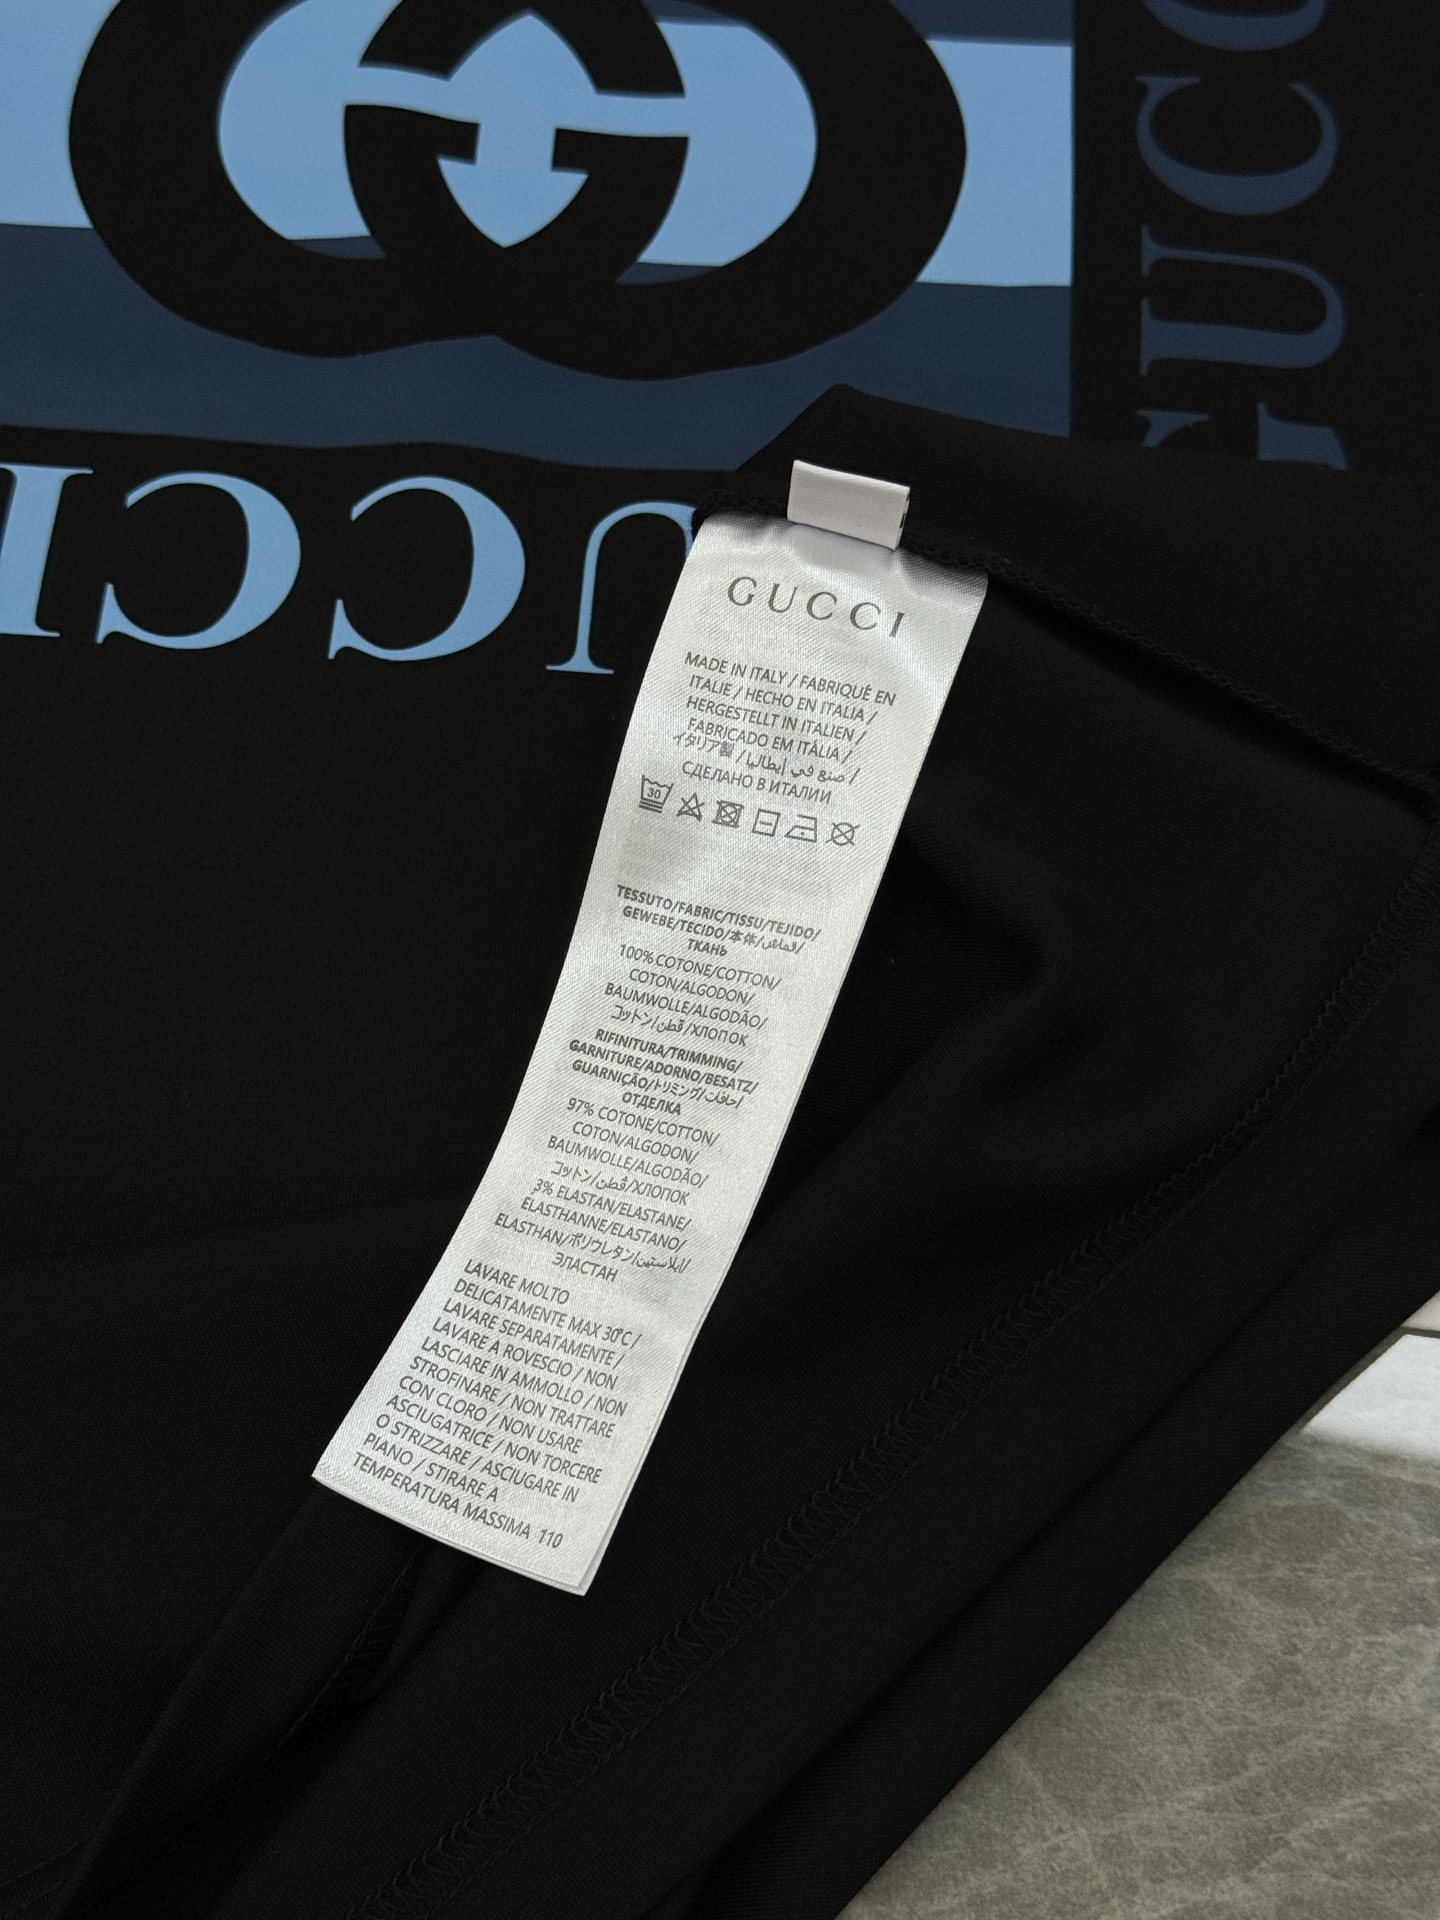 GUCCI
UCCI
GUCCI
MADE IN ITALY / FABRIQUÉ EN
ITALIE / HECHO EN ITALIA /
HERGESTELLT IN ITALIEN /
FABRICADO EM ITÁLIA /
イタリア製 / صنع في إيطاليا /
СДЕЛАНО В ИТАЛИИ
30
TESSUTO/FABRIC/TISSU/TEJIDO/
GEWEBE/TECIDO/本体/القماش/
ТКАНЬ
100% COTONE/COTTON/
COTON/ALGODON/
BAUMWOLLE/ALGODÃO/
コットン/قطن/ХЛОПОК
RIFINITURA/TRIMMING/
GARNITURE/ADORNO/BESATZ/
GUARNIÇÃO/トリミング/حافات/
ОТДЕЛКА
97% COTONE/COTTON/
COTON/ALGODON/
BAUMWOLLE/ALGODÃO/
コットン/قطن/ХЛОПОК
3% ELASTAN/ELASTANE/
ELASTHANNE/ELASTANO/
ELASTHAN/ポリウレタン/إيلاستين/
ЭЛАСТАН
LAVARE MOLTO
DELICATAMENTE MAX 30°C/
LAVARE SEPARATAMENTE /
LAVARE A ROVESCIO / NON
LASCIARE IN AMMOLLO / NON
STROFINARE / NON TRATTARE
CON CLORO / NON USARE
ASCIUGATRICE / NON TORCERE
O STRIZZARE / ASCIUGARE IN
PIANO / STIRARE A
TEMPERATURA MASSIMA 110